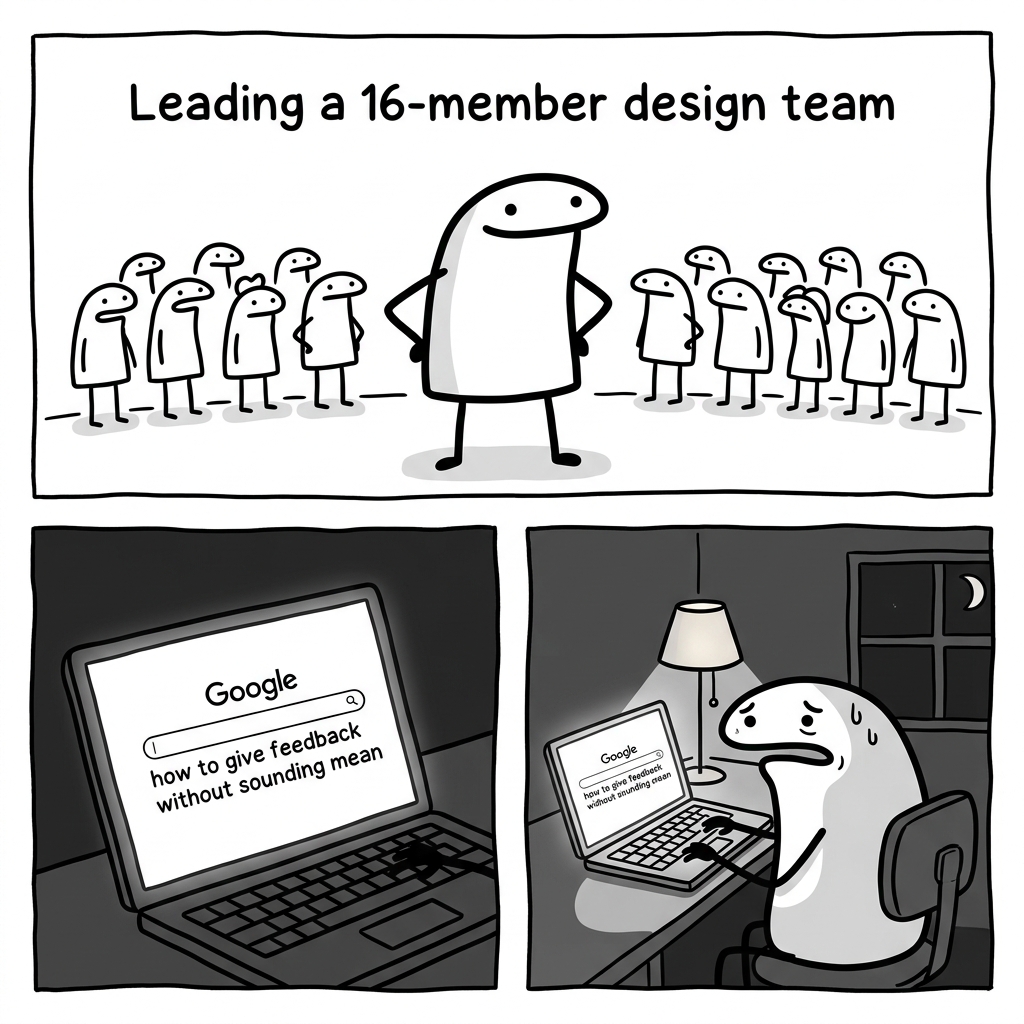 Leading a 16-member design team
Google
how to give feedback
without sounding mean
Google
how to give feedback
without sounding